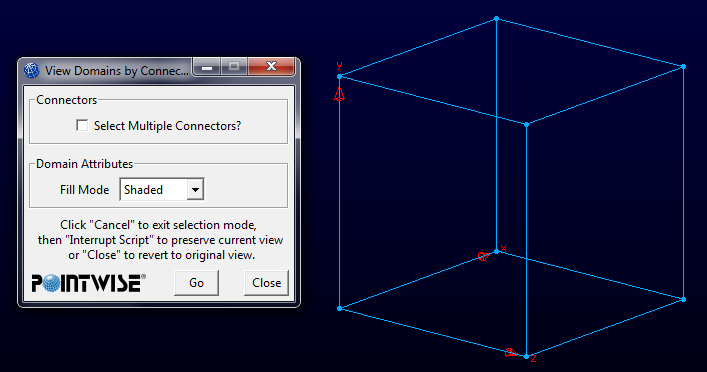 View Domains by Connec...
Connectors
Select Multiple Connectors?
Domain Attributes
Fill Mode Shaded
Click "Cancel" to exit selection mode,
then "Interrupt Script" to preserve current view
or "Close" to revert to original view.
POINTWISE® Go Close
Y
X
Z